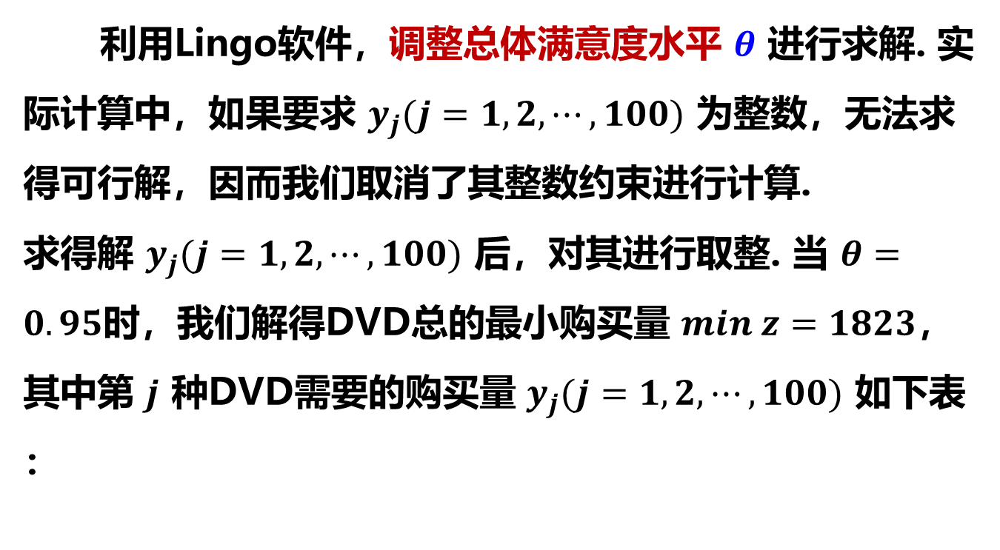 利用Lingo软件，调整总体满意度水平 θ 进行求解. 实
际计算中，如果要求 y_j(j = 1, 2, ⋯, 100) 为整数，无法求
得可行解，因而我们取消了其整数约束进行计算.
求得解 y_j(j = 1, 2, ⋯, 100) 后，对其进行取整. 当 θ =
0.95时，我们解得DVD总的最小购买量 min z = 1823，
其中第 j 种DVD需要的购买量 y_j(j = 1, 2, ⋯, 100) 如下表
：